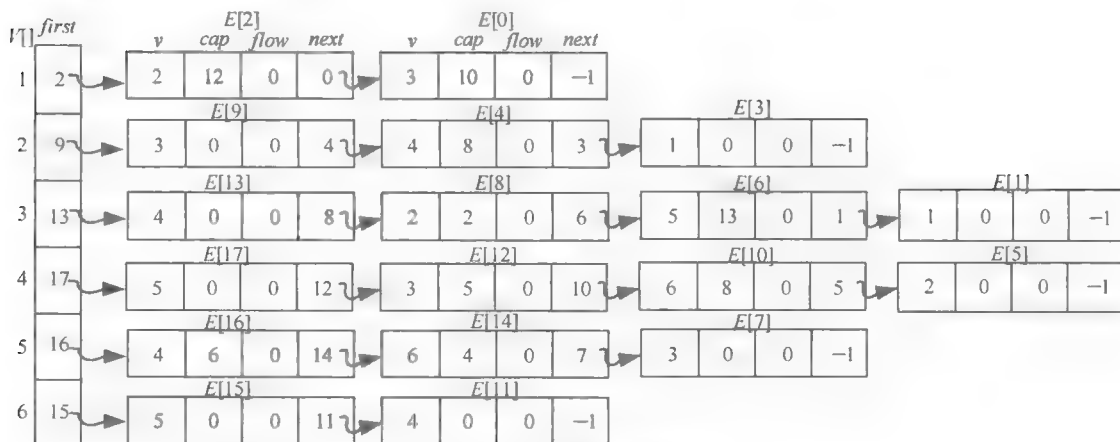 V[] first
E[2] E[0]
v cap flow next v cap flow next
1 2 2 12 0 0 3 10 0 −1
E[9] E[4] E[3]
2 9 3 0 0 4 4 8 0 3 1 0 0 −1
E[13] E[8] E[6] E[1]
3 13 4 0 0 8 2 2 0 6 5 13 0 1 1 0 0 −1
E[17] E[12] E[10] E[5]
4 17 5 0 0 12 3 5 0 10 6 8 0 5 2 0 0 −1
E[16] E[14] E[7]
5 16 4 6 0 14 6 4 0 7 3 0 0 −1
E[15] E[11]
6 15 5 0 0 11 4 0 0 −1